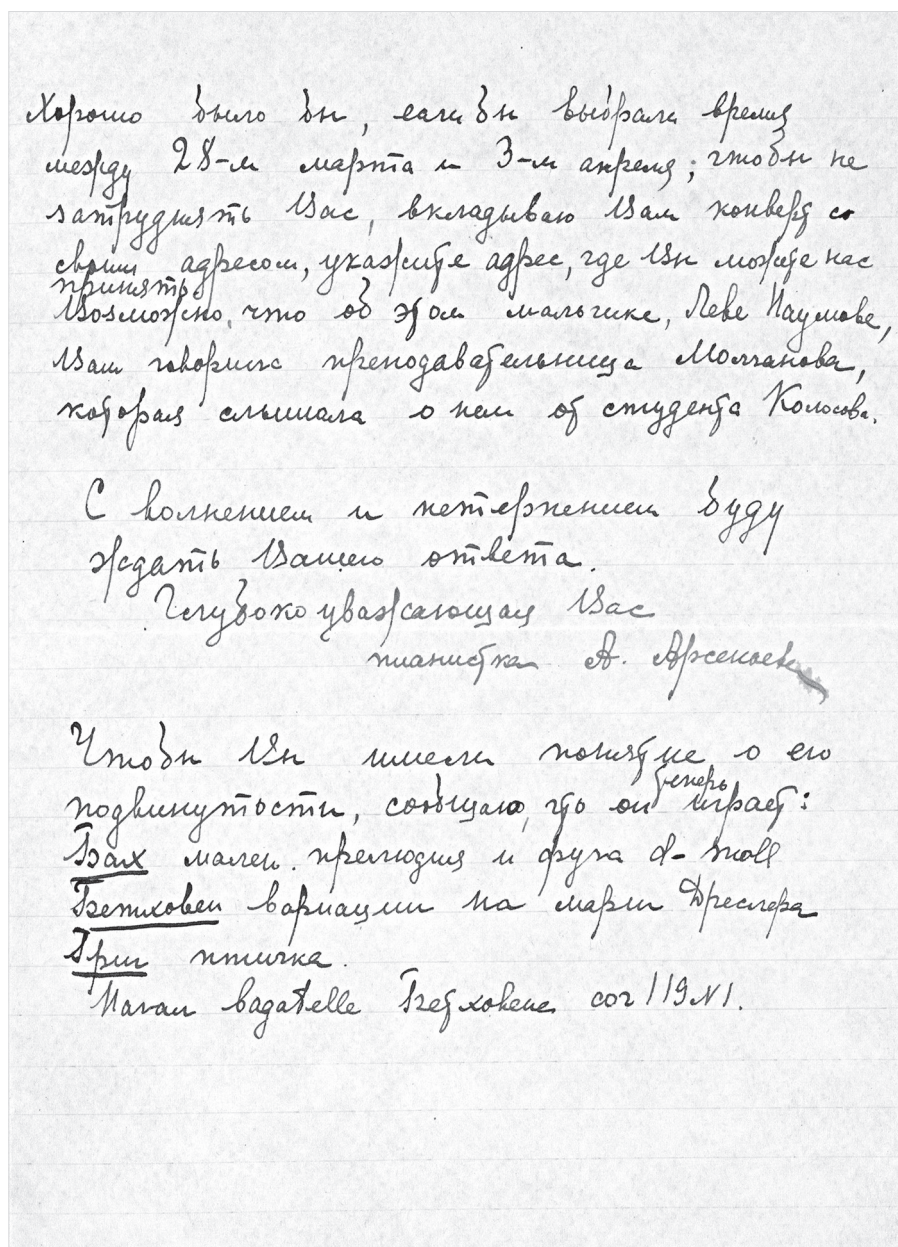 Хорошо было бы, если бы выбрали время
между 28-м марта и 3-м апреля; чтобы не
затруднять Вас, вкладываю Вам конверт со
своим адресом, укажите адрес, где Вы можете нас
принять.
Возможно, что об этом мальчике, Леве Наумове,
Вам говорила преподавательница Молчанова,
которая слышала о нем от студента Колосова.
С волнением и нетерпением буду
ждать Вашего ответа.
Глубоко уважающая Вас
пианистка А. Арсеньева
Чтобы Вы имели понятие о его
теперь
подвинутости, сообщаю, что он играет:
Бах мален. прелюдия и фуга d-moll
Бетховен вариации на марш Дреслера
Григ птичка.
Начал bagatelle Бетховена соч 119 N1.